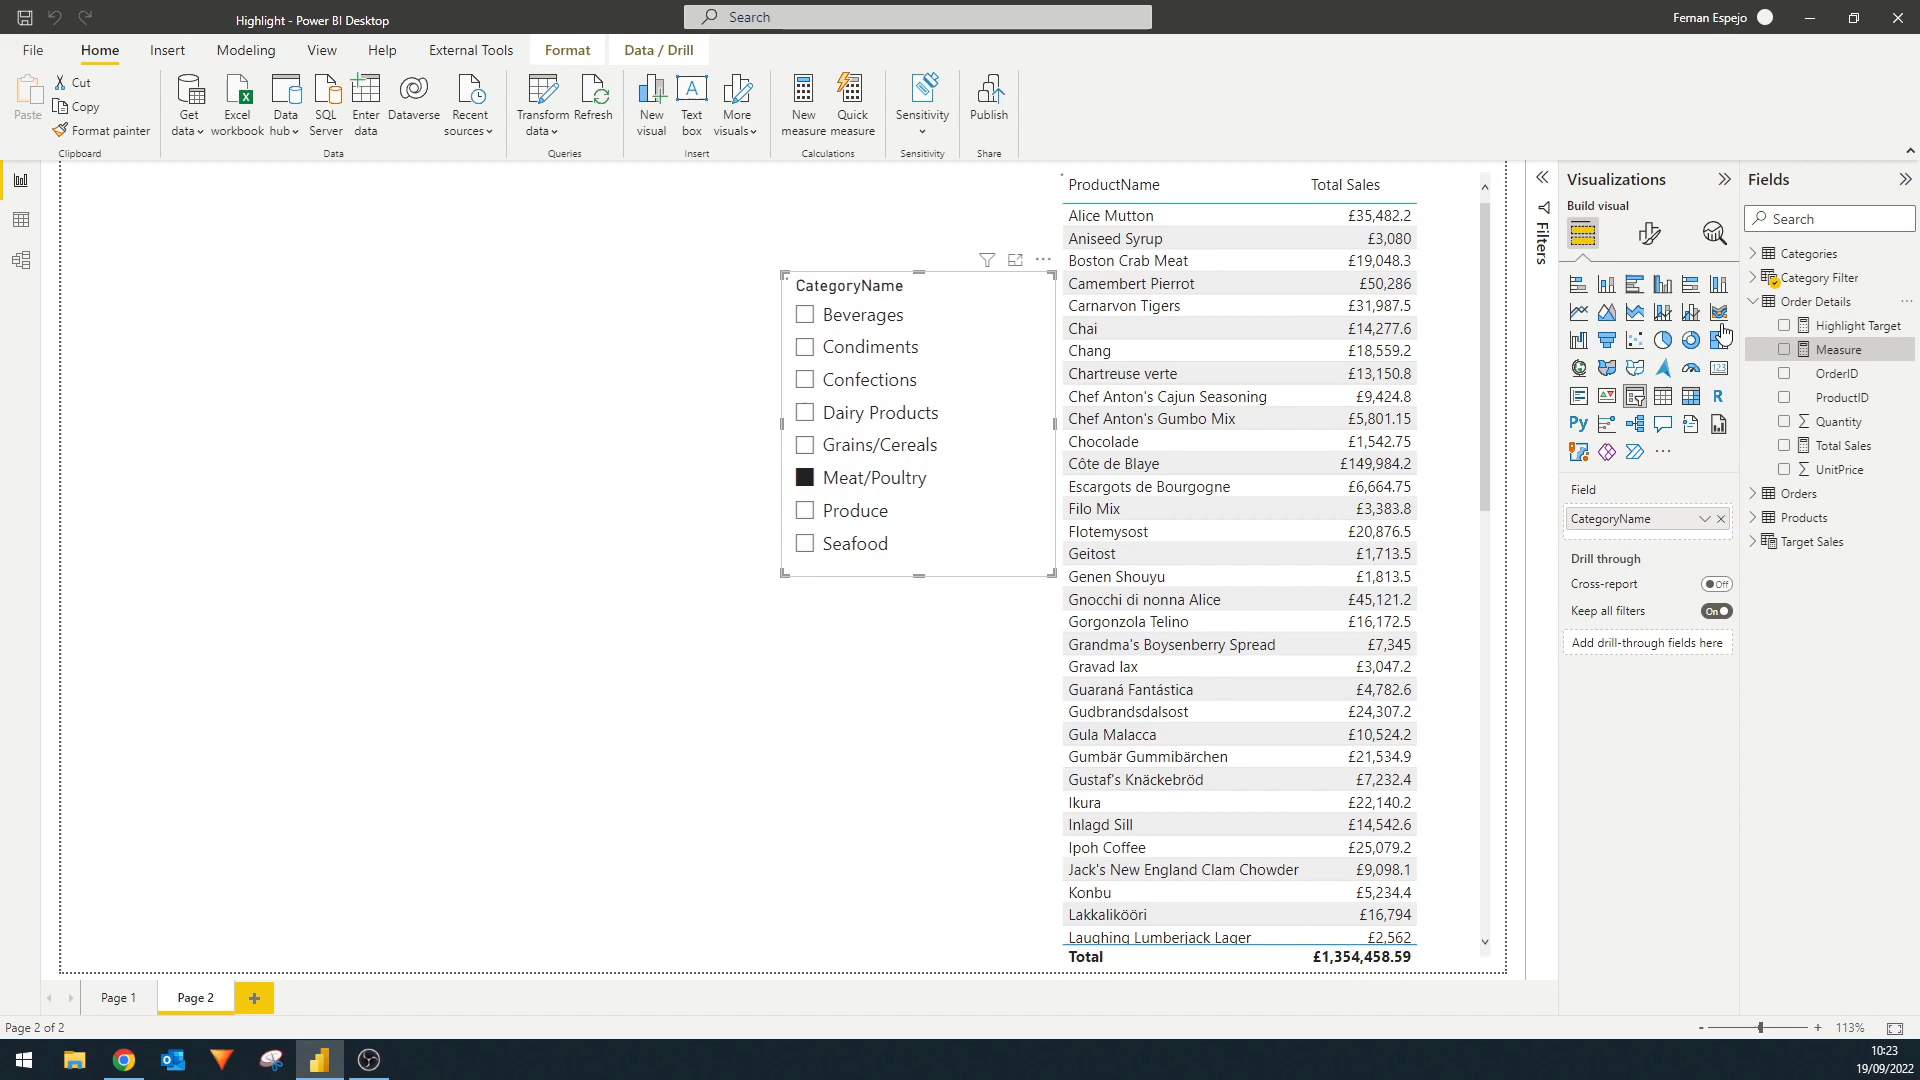 Highlight - Power BI Desktop
Search
Fernan Espejo
File
Home
Insert
Modeling
View
Help
External Tools
Format
Data / Drill
Paste
Cut
Copy
Format painter
Clipboard
Get data
Excel workbook
Data hub
SQL Server
Enter data
Dataverse
Recent sources
Data
Transform data
Refresh
Queries
New visual
Text box
More visuals
Insert
New measure
Quick measure
Calculations
Sensitivity
Sensitivity
Publish
Share
CategoryName
Beverages
Condiments
Confections
Dairy Products
Grains/Cereals
Meat/Poultry
Produce
Seafood
ProductName Total Sales
Alice Mutton £35,482.2
Aniseed Syrup £3,080
Boston Crab Meat £19,048.3
Camembert Pierrot £50,286
Carnarvon Tigers £31,987.5
Chai £14,277.6
Chang £18,559.2
Chartreuse verte £13,150.8
Chef Anton's Cajun Seasoning £9,424.8
Chef Anton's Gumbo Mix £5,801.15
Chocolade £1,542.75
Côte de Blaye £149,984.2
Escargots de Bourgogne £6,664.75
Filo Mix £3,383.8
Flotemysost £20,876.5
Geitost £1,713.5
Genen Shouyu £1,813.5
Gnocchi di nonna Alice £45,121.2
Gorgonzola Telino £16,172.5
Grandma's Boysenberry Spread £7,345
Gravad lax £3,047.2
Guaraná Fantástica £4,782.6
Gudbrandsdalsost £24,307.2
Gula Malacca £10,524.2
Gumbär Gummibärchen £21,534.9
Gustaf's Knäckebröd £7,232.4
Ikura £22,140.2
Inlagd Sill £14,542.6
Ipoh Coffee £25,079.2
Jack's New England Clam Chowder £9,098.1
Konbu £5,234.4
Lakkalikööri £16,794
Laughing Lumberjack Lager £2,562
Total £1,354,458.59
Filters
Visualizations
Build visual
123
R
Py
Field
CategoryName
Drill through
Cross-report Off
Keep all filters On
Add drill-through fields here
Fields
Search
Categories
Category Filter
Order Details
Highlight Target
Measure
OrderID
ProductID
Quantity
Total Sales
UnitPrice
Orders
Products
Target Sales
Page 1
Page 2
Page 2 of 2
- + 113%
10:23
19/09/2022